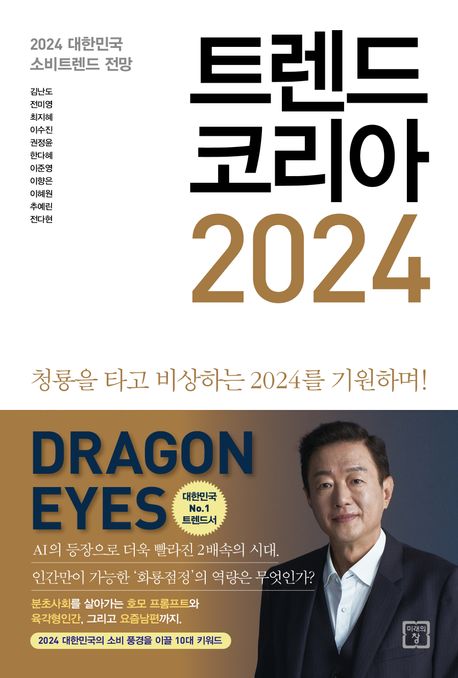 2024 대한민국
소비트렌드 전망
김난도
전미영
최지혜
이수진
권정윤
한다혜
이준영
이향은
이혜원
추예린
전다현
트렌드
코리아
2024
청룡을 타고 비상하는 2024를 기원하며!
DRAGON
EYES
대한민국
No.1
트렌드서
AI의 등장으로 더욱 빨라진 2배속의 시대.
인간만이 가능한 ‘화룡점정’의 역량은 무엇인가?
분초사회를 살아가는 호모 프롬프트와
육각형인간, 그리고 요즘남편까지.
2024 대한민국의 소비 풍경을 이끌 10대 키워드
미래의
창